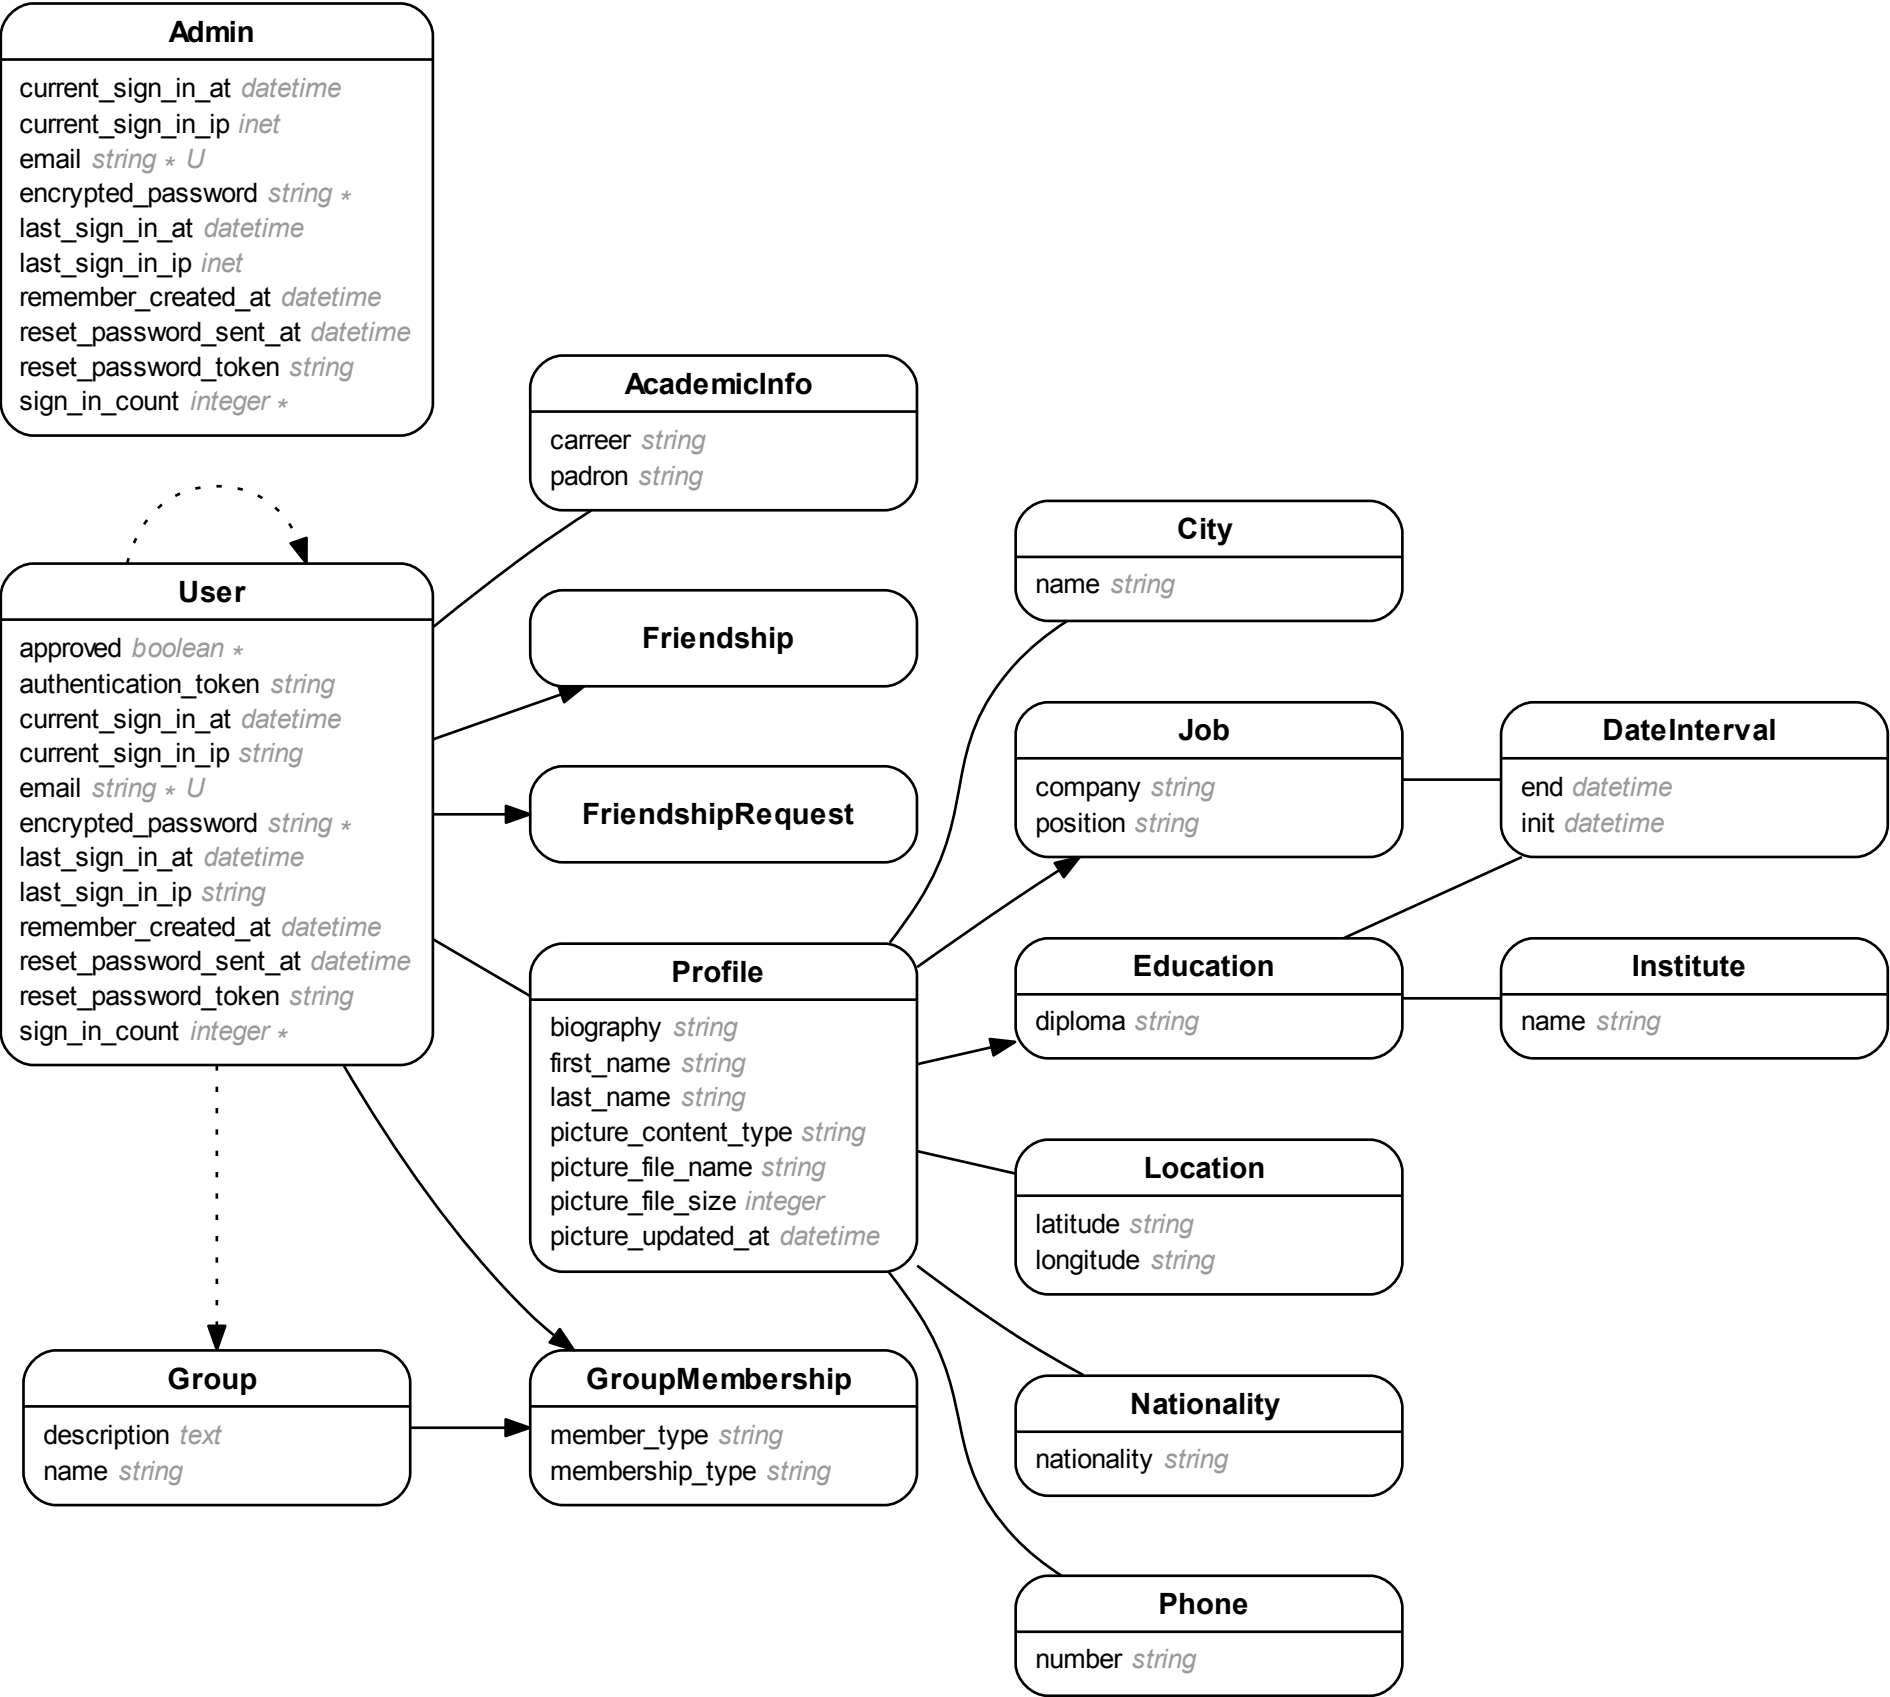 Admin
current_sign_in_at datetime
current_sign_in_ip inet
email string * U
encrypted_password string *
last_sign_in_at datetime
last_sign_in_ip inet
remember_created_at datetime
reset_password_sent_at datetime
reset_password_token string
sign_in_count integer *
User
approved boolean *
authentication_token string
current_sign_in_at datetime
current_sign_in_ip string
email string * U
encrypted_password string *
last_sign_in_at datetime
last_sign_in_ip string
remember_created_at datetime
reset_password_sent_at datetime
reset_password_token string
sign_in_count integer *
Group
description text
name string
AcademicInfo
carreer string
padron string
Friendship
FriendshipRequest
Profile
biography string
first_name string
last_name string
picture_content_type string
picture_file_name string
picture_file_size integer
picture_updated_at datetime
GroupMembership
member_type string
membership_type string
City
name string
Job
company string
position string
Education
diploma string
Location
latitude string
longitude string
Nationality
nationality string
Phone
number string
DateInterval
end datetime
init datetime
Institute
name string